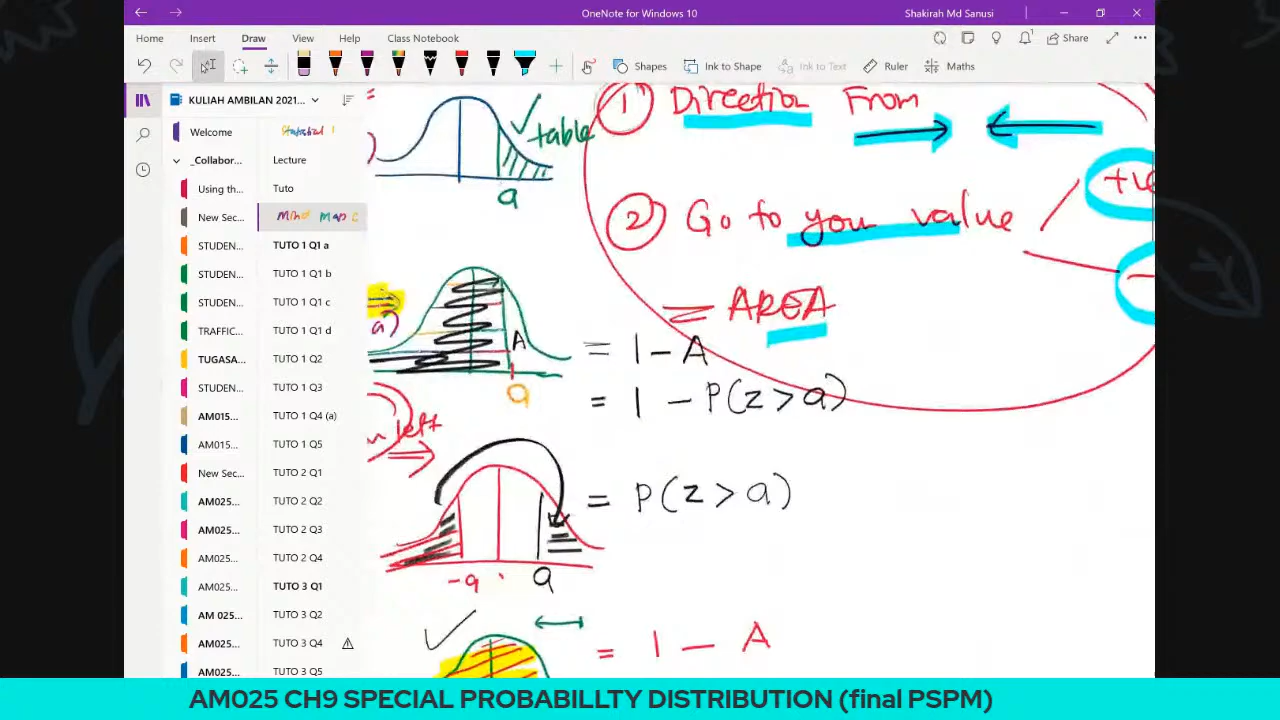 OneNote for Windows 10
Shakirah Md Sanusi
Home Insert Draw View Help Class Notebook
Share
Shapes Ink to Shape Ink to Text Ruler Maths
KULIAH AMBILAN 2021...
Welcome
_Collabor...
Using th...
New Sec...
STUDEN...
STUDEN...
STUDEN...
TRAFFIC...
TUGASA...
STUDEN...
AM015...
AM015...
New Sec...
AM025...
AM025...
AM025...
AM025...
AM 025...
AM025...
AM025...
Lecture
Tuto
Mind Map C
TUTO 1 Q1 a
TUTO 1 Q1 b
TUTO 1 Q1 c
TUTO 1 Q1 d
TUTO 1 Q2
TUTO 1 Q3
TUTO 1 Q4 (a)
TUTO 1 Q5
TUTO 2 Q1
TUTO 2 Q2
TUTO 2 Q3
TUTO 2 Q4
TUTO 3 Q1
TUTO 3 Q2
TUTO 3 Q4
TUTO 3 Q5
table
a
1 Direction From
2 Go to you value
= AREA
a)
A
a
= 1 - A
= 1 - P(z > a)
left
-a a
= P(z > a)
= 1 - A
AM025 CH9 SPECIAL PROBABILLTY DISTRIBUTION (final PSPM)